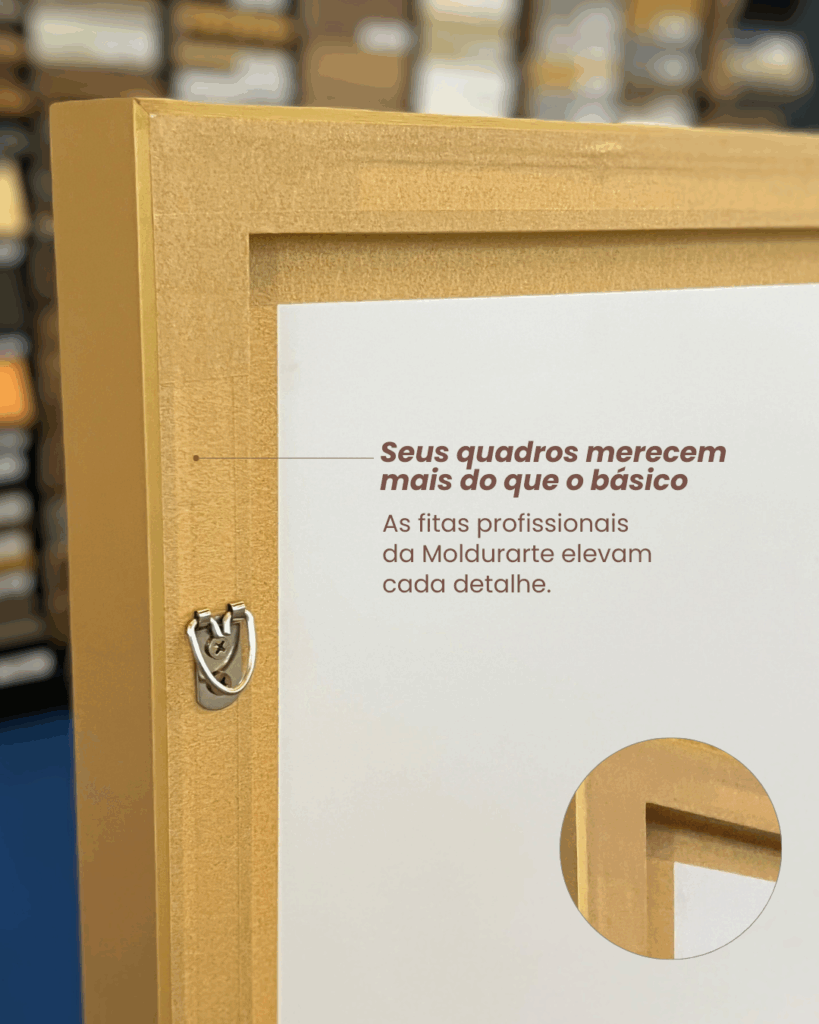 Seus quadros merecem
mais do que o básico
As fitas profissionais
da Moldurarte elevam
cada detalhe.